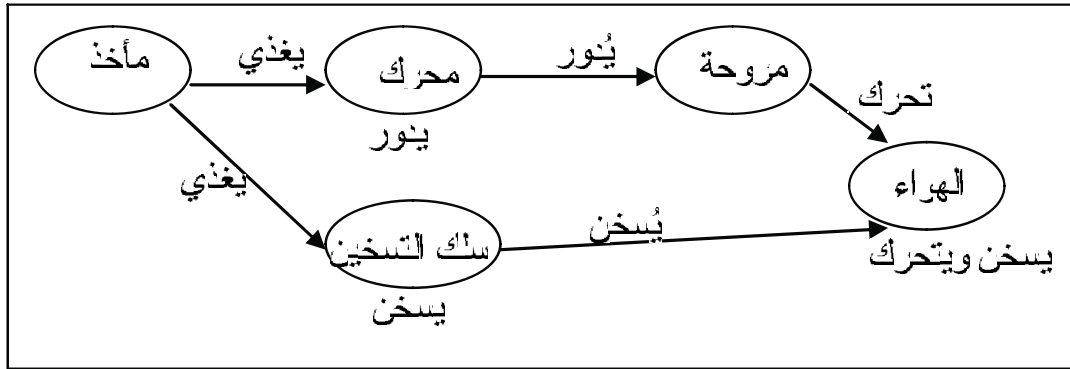 مأخذ
يغذي
محرك
يدور
يُدور
مروحة
تحرك
الهواء
يسخن ويتحرك
يغذي
سلك التسخين
يسخن
يُسخن